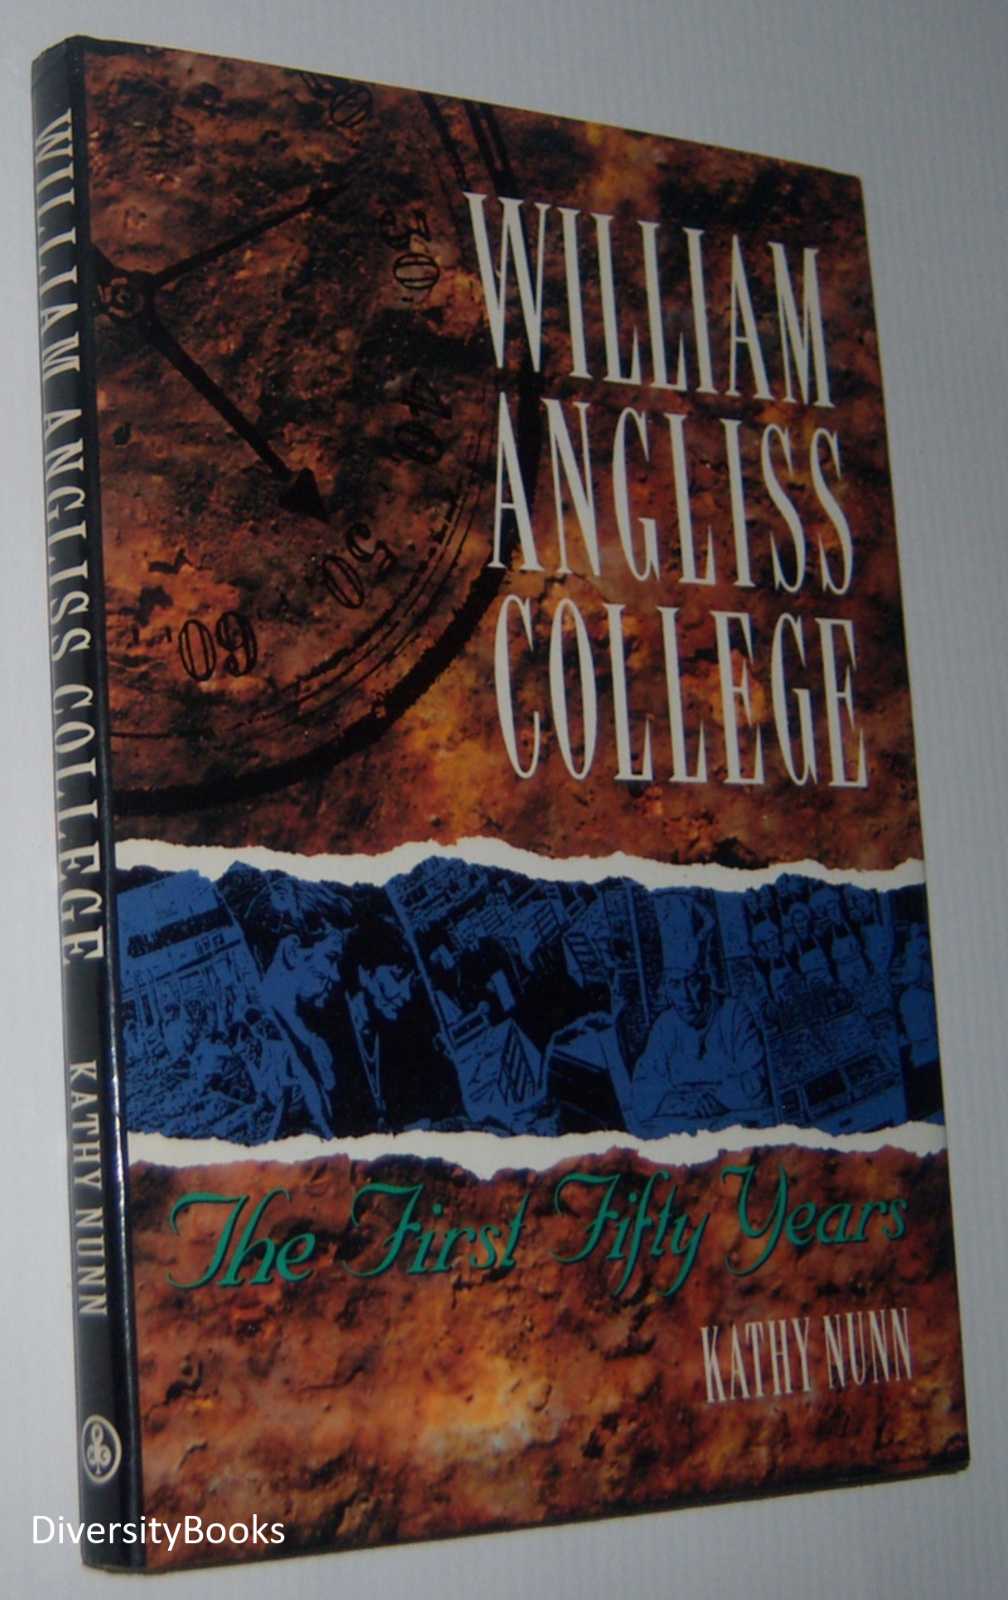 WILLIAM ANGLISS COLLEGE KATHY NUNN
30
40
50
60
WILLIAM
ANGLISS
COLLEGE
The First Fifty Years
KATHY NUNN
DiversityBooks